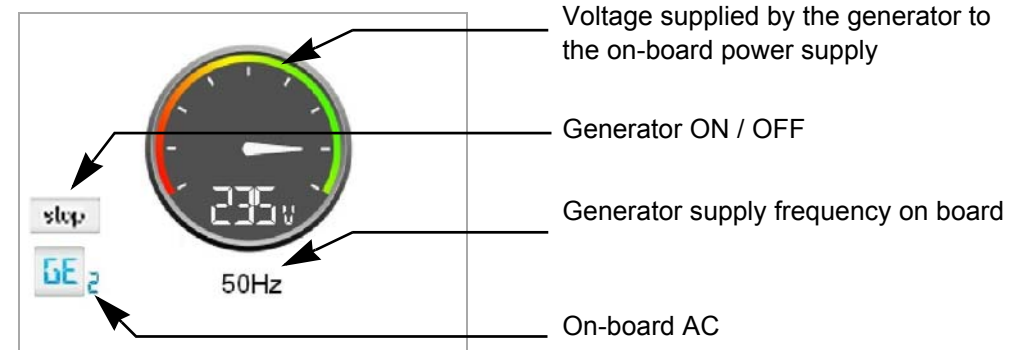 Voltage supplied by the generator to
the on-board power supply
Generator ON / OFF
235 V
stop
Generator supply frequency on board
GE 2
50Hz
On-board AC